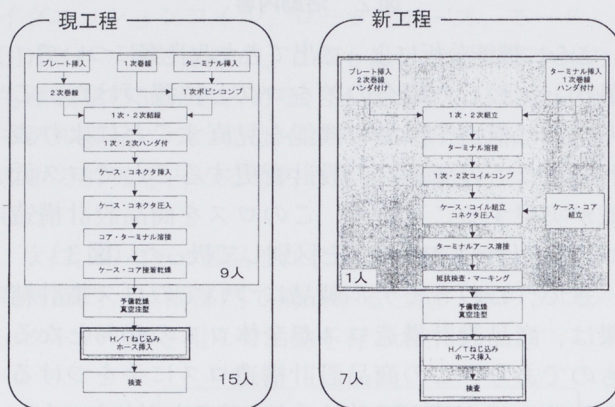 現工程
プレート挿入
1次巻線
ターミナル挿入
2次巻線
1次ボビンコンプ
1次・2次結線
1次・2次ハンダ付
ケース・コネクタ挿入
ケース・コネクタ圧入
コア・ターミナル溶接
ケース・コア接着乾燥
9人
予備乾燥
真空注型
H/Tねじ込み
ホース挿入
検査
15人
新工程
プレート挿入
2次巻線
ハンダ付け
ターミナル挿入
1次巻線
ハンダ付け
1次・2次組立
ターミナル溶接
1次・2次コイルコンプ
ケース・コイル組立
コネクタ圧入
ケース・コア
組立
ターミナルアース溶接
抵抗検査・マーキング
1人
予備乾燥
真空注型
H/Tねじ込み
ホース挿入
検査
7人